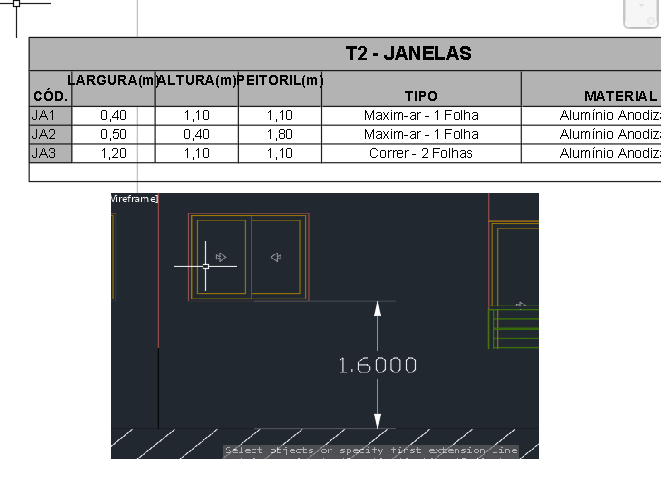 T2 - JANELAS
CÓD. LARGURA(m) ALTURA(m) PEITORIL(m) TIPO MATERIAL
JA1 0,40 1,10 1,10 Maxim-ar - 1 Folha Alumínio Anodiz
JA2 0,50 0,40 1,80 Maxim-ar - 1 Folha Alumínio Anodiz
JA3 1,20 1,10 1,10 Correr - 2 Folhas Alumínio Anodiz
Wireframe]
1.6000
Select objects or specify first extension line